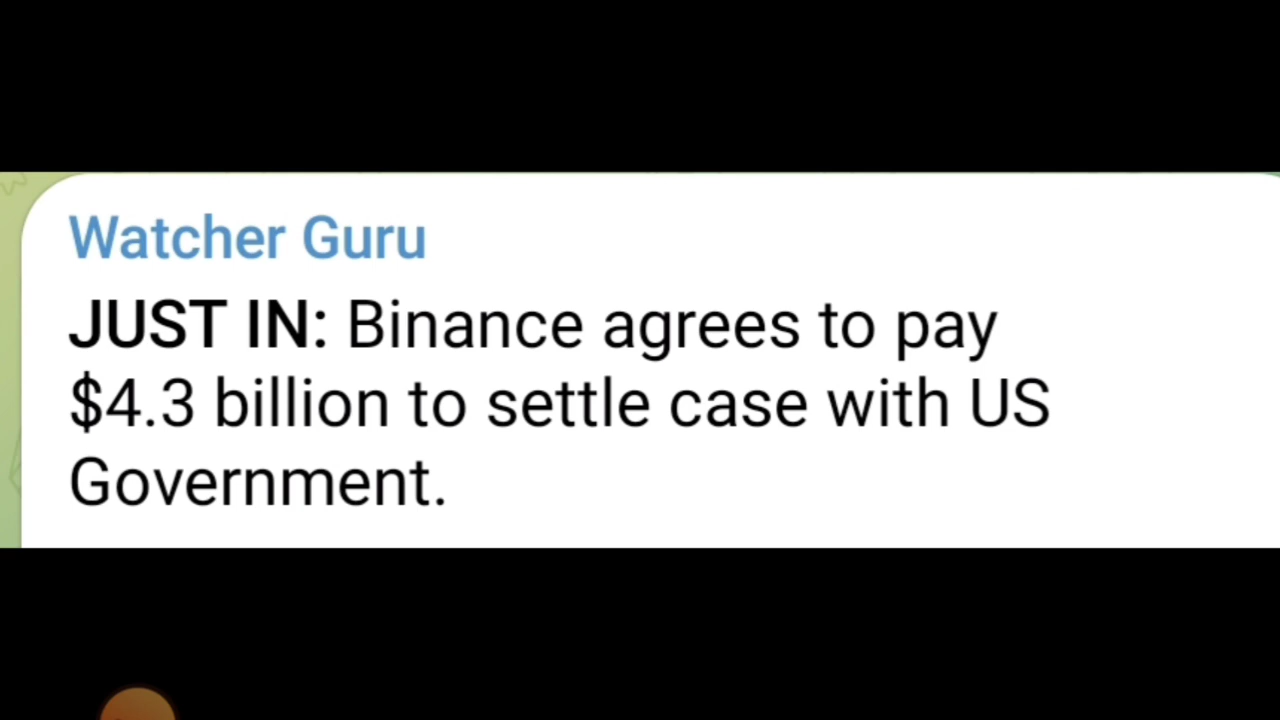 Watcher Guru
JUST IN: Binance agrees to pay
$4.3 billion to settle case with US
Government.